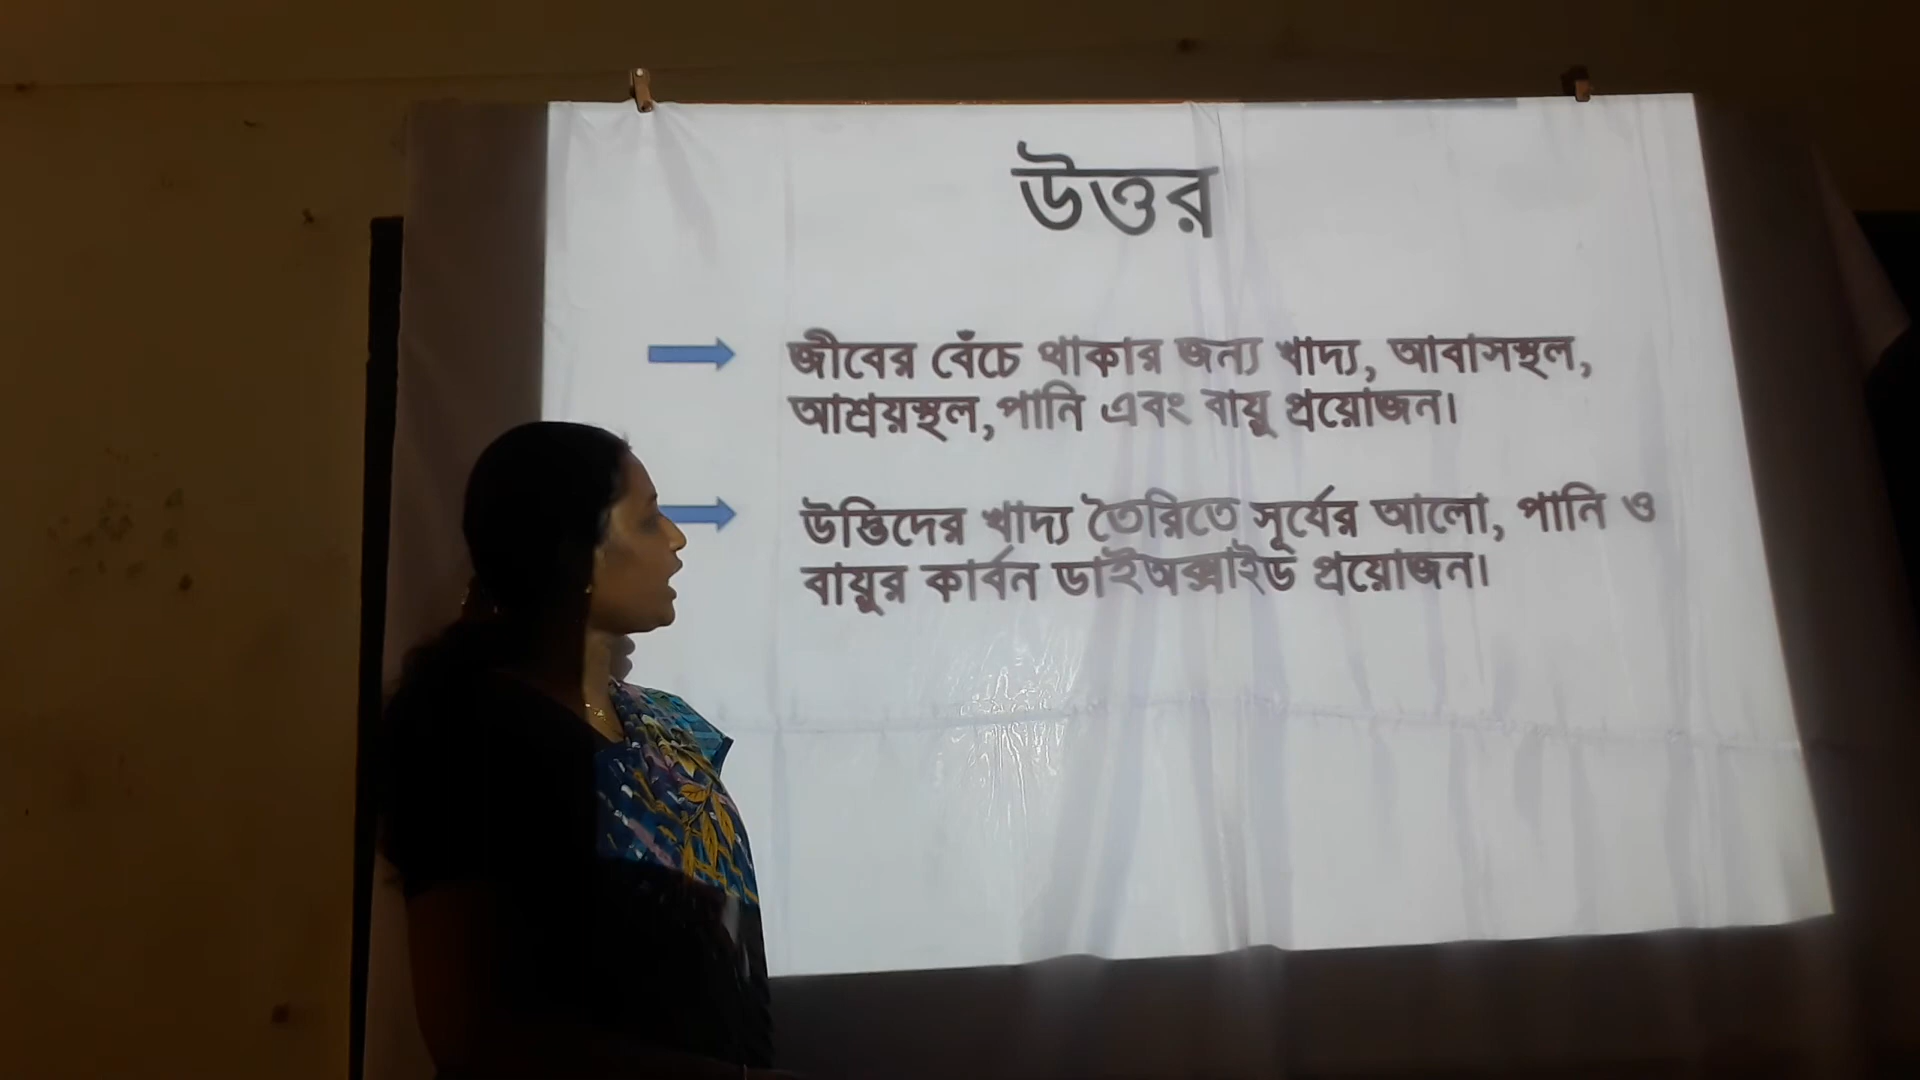 উত্তর
জীবের বেঁচে থাকার জন্য খাদ্য, আবাসস্থল,
আশ্রয়স্থল, পানি এবং বায়ু প্রয়োজন।
উদ্ভিদের খাদ্য তৈরিতে সূর্যের আলো, পানি ও
বায়ুর কার্বন ডাইঅক্সাইড প্রয়োজন।